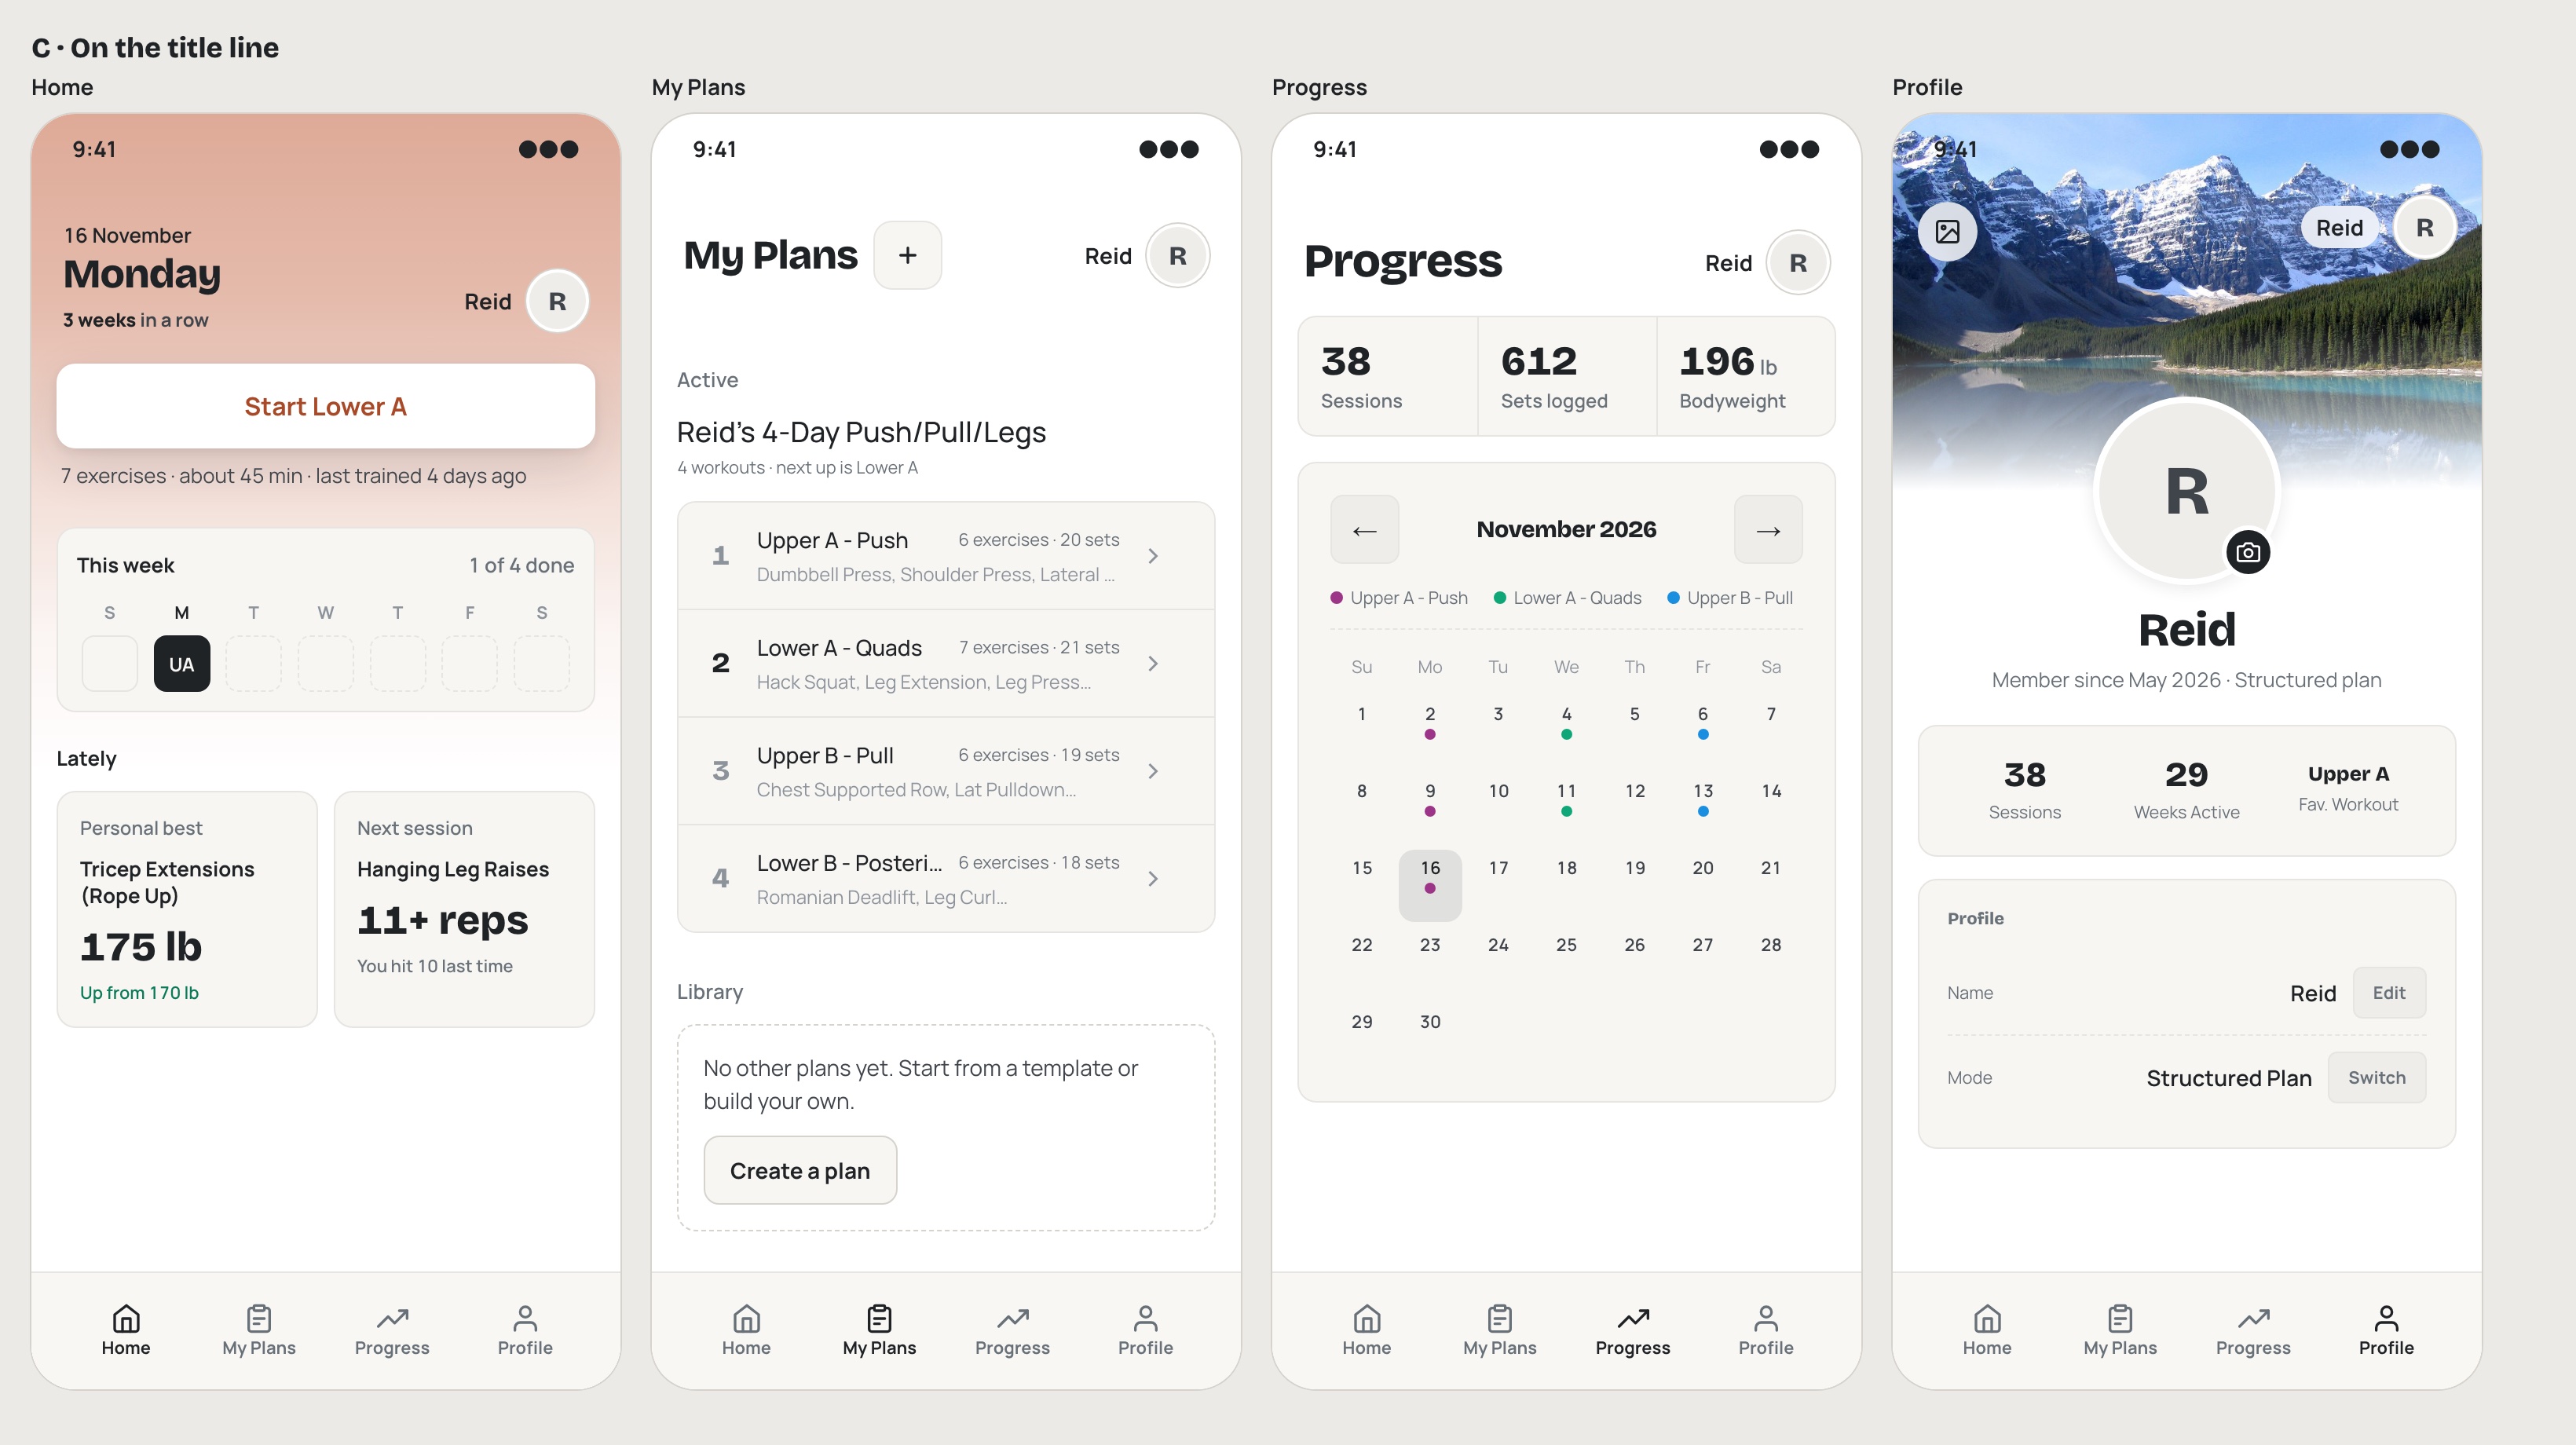 C · On the title line
Home
9:41
16 November
Monday
3 weeks in a row
Reid
R
Start Lower A
7 exercises · about 45 min · last trained 4 days ago
This week
1 of 4 done
S M T W T F S
UA
Lately
Personal best
Tricep Extensions
(Rope Up)
175 lb
Up from 170 lb
Next session
Hanging Leg Raises
11+ reps
You hit 10 last time
Home My Plans Progress Profile
My Plans
9:41
My Plans
+
Reid
R
Active
Reid's 4-Day Push/Pull/Legs
4 workouts · next up is Lower A
1
Upper A - Push
6 exercises · 20 sets
Dumbbell Press, Shoulder Press, Lateral ...
2
Lower A - Quads
7 exercises · 21 sets
Hack Squat, Leg Extension, Leg Press...
3
Upper B - Pull
6 exercises · 19 sets
Chest Supported Row, Lat Pulldown...
4
Lower B - Posteri...
6 exercises · 18 sets
Romanian Deadlift, Leg Curl...
Library
No other plans yet. Start from a template or
build your own.
Create a plan
Home My Plans Progress Profile
Progress
9:41
Progress
Reid
R
38
Sessions
612
Sets logged
196 lb
Bodyweight
←
November 2026
→
Upper A - Push
Lower A - Quads
Upper B - Pull
Su Mo Tu We Th Fr Sa
1 2 3 4 5 6 7
8 9 10 11 12 13 14
15 16 17 18 19 20 21
22 23 24 25 26 27 28
29 30
Home My Plans Progress Profile
Profile
9:41
Reid
R
R
Reid
Member since May 2026 · Structured plan
38
Sessions
29
Weeks Active
Upper A
Fav. Workout
Profile
Name
Reid
Edit
Mode
Structured Plan
Switch
Home My Plans Progress Profile